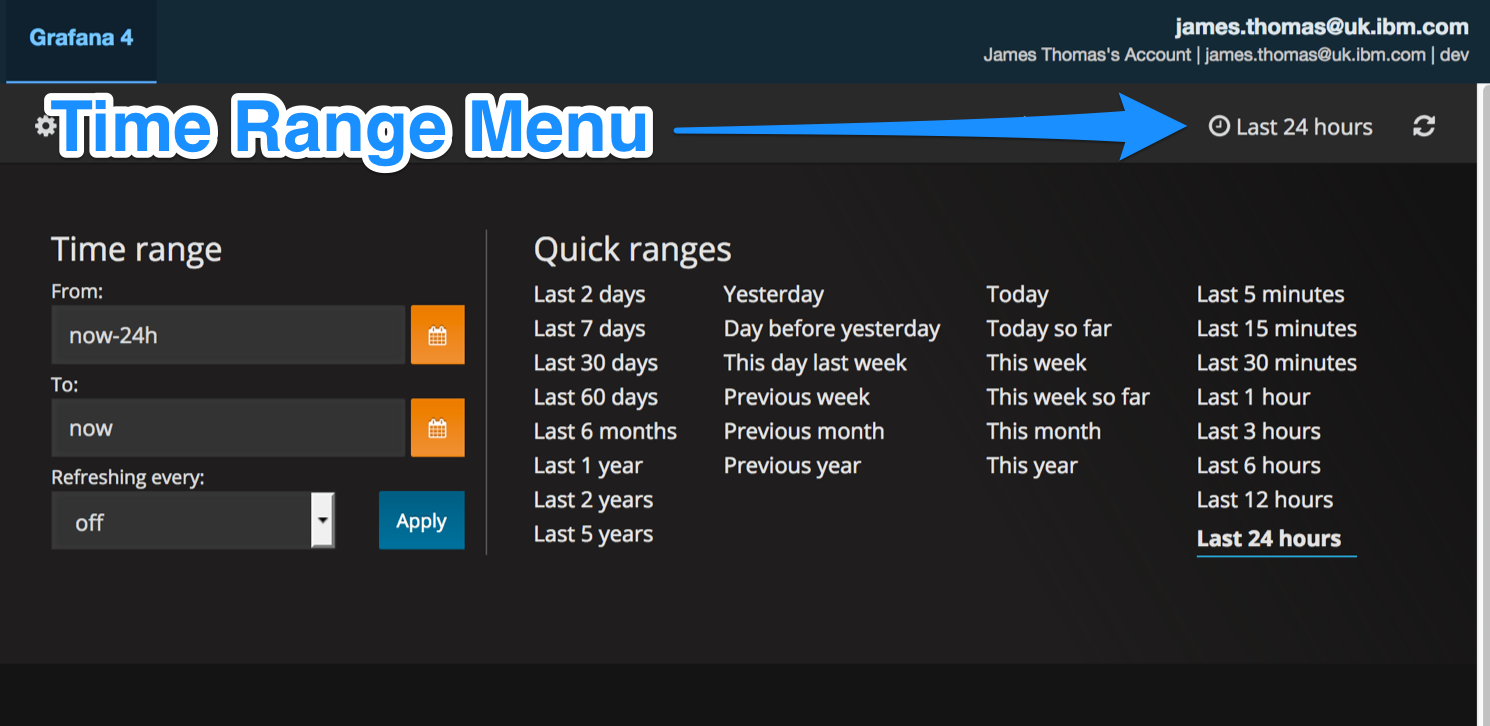 Grafana 4
james.thomas@uk.ibm.com
James Thomas's Account | james.thomas@uk.ibm.com | dev
Time Range Menu
Last 24 hours
Time range
From:
now-24h
To:
now
Refreshing every:
off
Apply
Quick ranges
Last 2 days
Last 7 days
Last 30 days
Last 60 days
Last 6 months
Last 1 year
Last 2 years
Last 5 years
Yesterday
Day before yesterday
This day last week
Previous week
Previous month
Previous year
Today
Today so far
This week
This week so far
This month
This year
Last 5 minutes
Last 15 minutes
Last 30 minutes
Last 1 hour
Last 3 hours
Last 6 hours
Last 12 hours
Last 24 hours